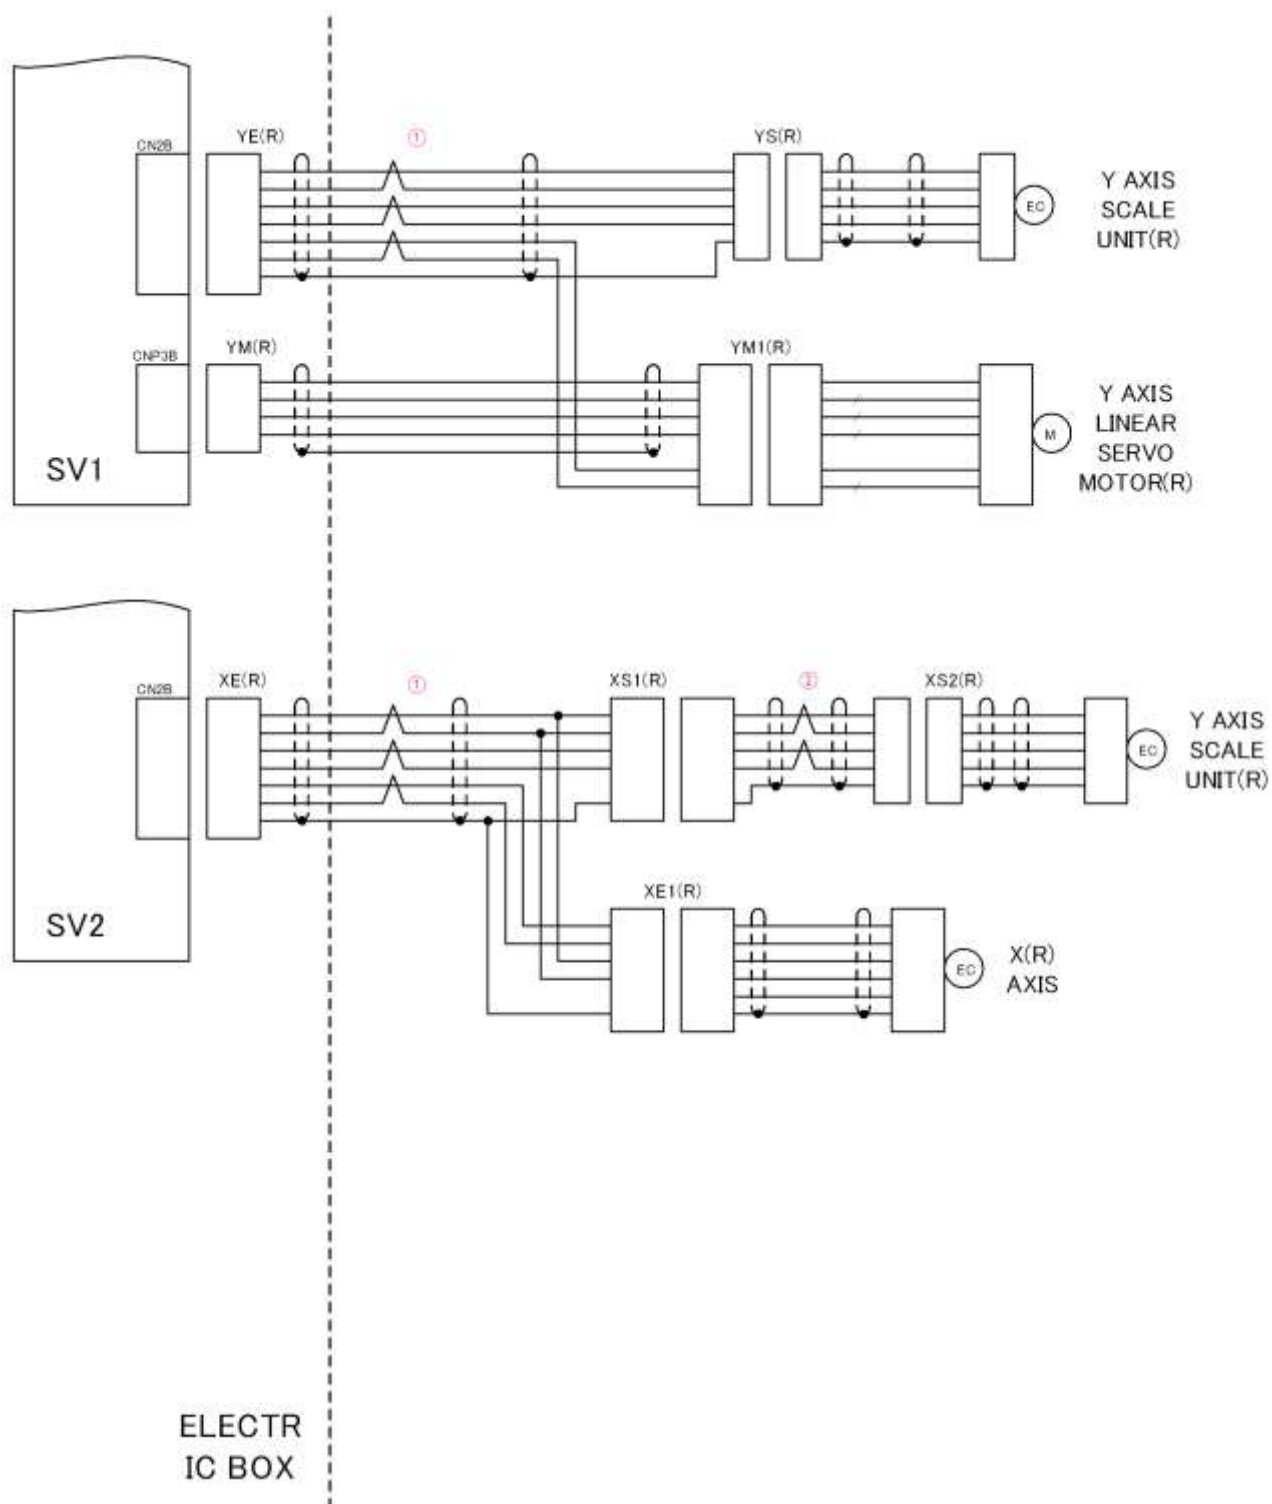 YE(R)
①
YS(R)
CN2B
Y AXIS
SCALE
UNIT(R)
EC
YM(R)
YM1(R)
CNP3B
Y AXIS
LINEAR
SERVO
MOTOR(R)
M
SV1
XE(R)
①
XS1(R)
②
XS2(R)
CN2B
Y AXIS
SCALE
UNIT(R)
EC
XE1(R)
SV2
X(R)
AXIS
EC
ELECTR
IC BOX